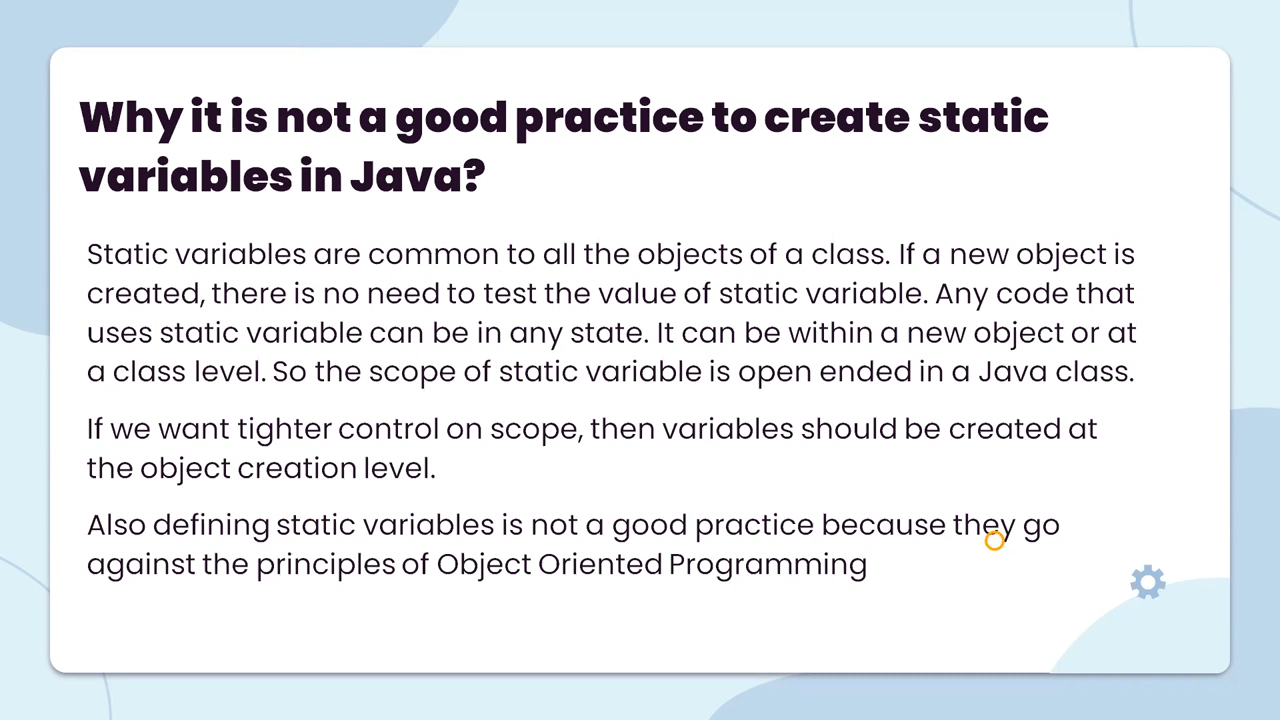 Why it is not a good practice to create static
variables in Java?
Static variables are common to all the objects of a class. If a new object is
created, there is no need to test the value of static variable. Any code that
uses static variable can be in any state. It can be within a new object or at
a class level. So the scope of static variable is open ended in a Java class.
If we want tighter control on scope, then variables should be created at
the object creation level.
Also defining static variables is not a good practice because they go
against the principles of Object Oriented Programming